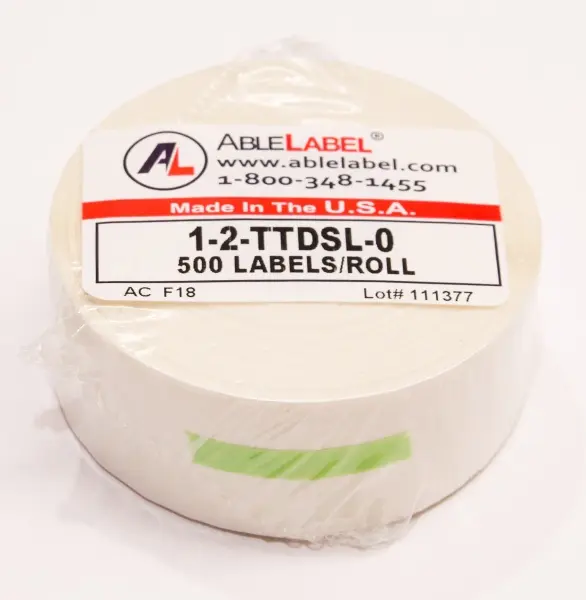 AL
ABLELABEL®
www.ablelabel.com
1-800-348-1455
Made In The U.S.A.
1-2-TTDSL-0
500 LABELS/ROLL
AC F18 Lot# 111377